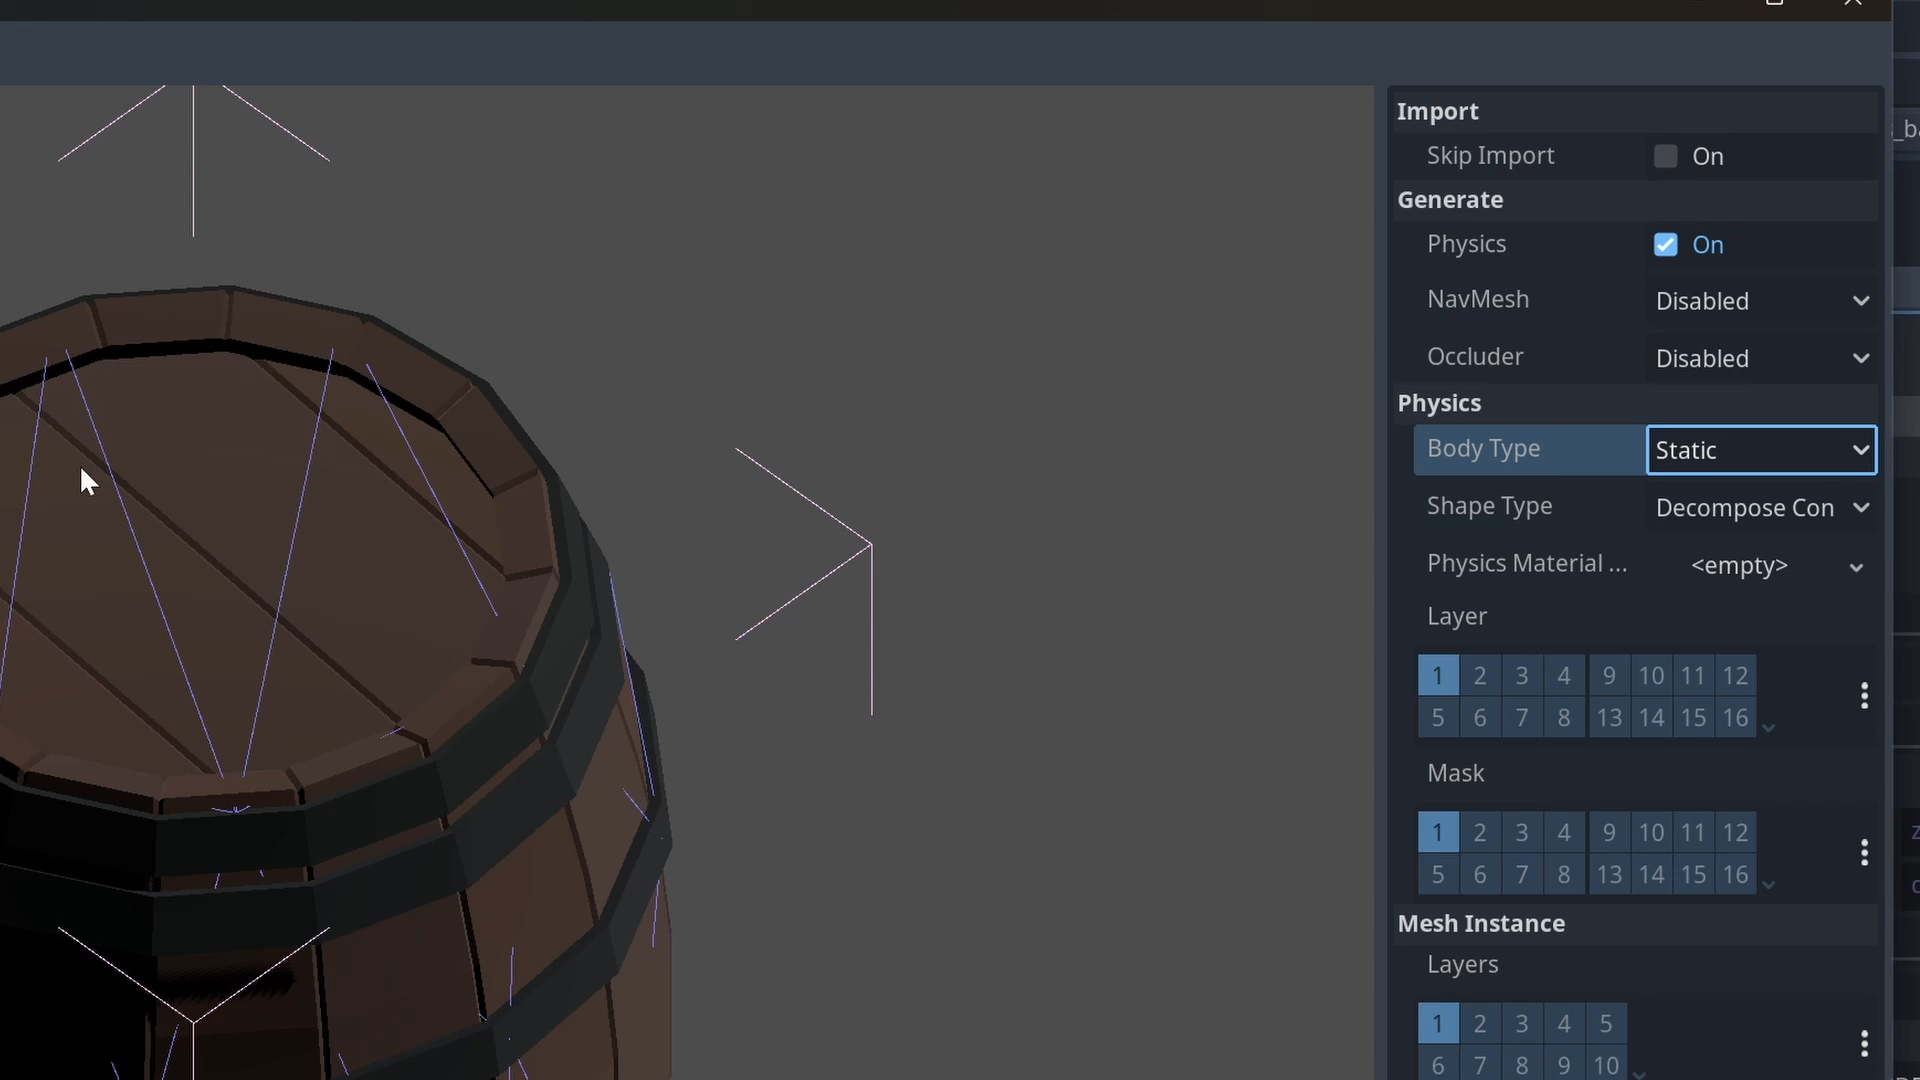 Import
Skip Import On
Generate
Physics On
NavMesh Disabled
Occluder Disabled
Physics
Body Type Static
Shape Type Decompose Con
Physics Material ... <empty>
Layer
1 2 3 4 9 10 11 12
5 6 7 8 13 14 15 16
Mask
1 2 3 4 9 10 11 12
5 6 7 8 13 14 15 16
Mesh Instance
Layers
1 2 3 4 5
6 7 8 9 10